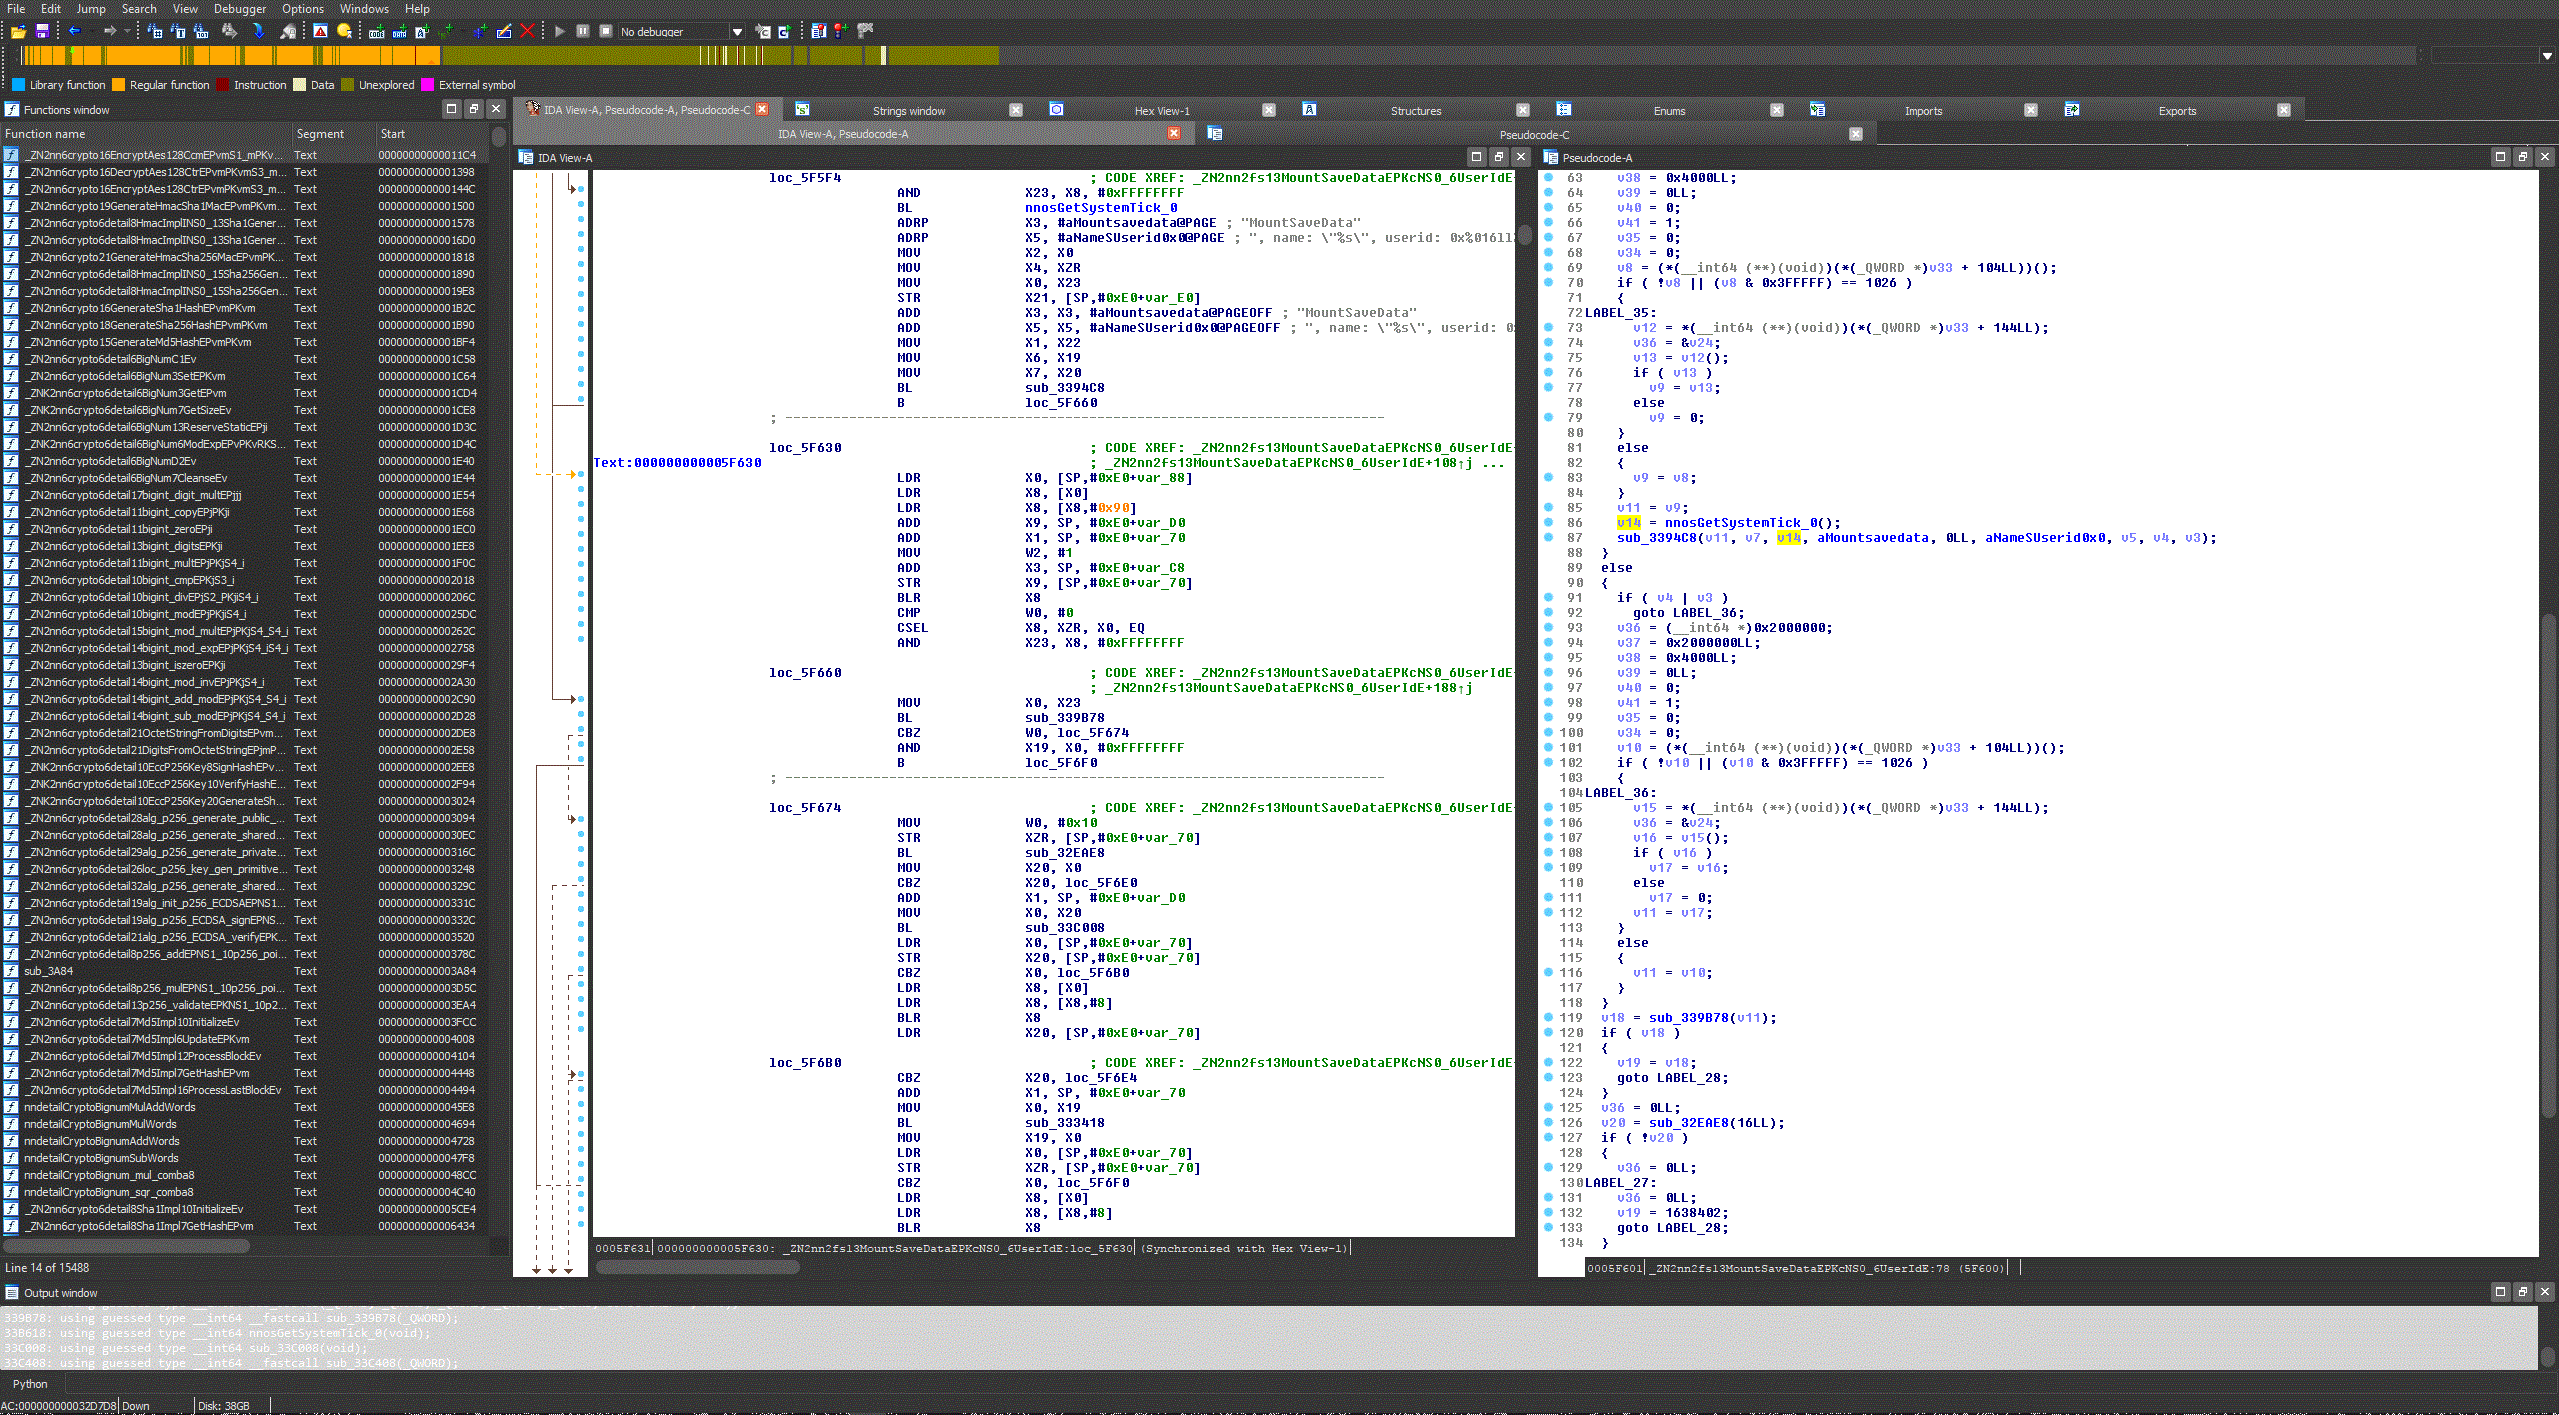 File Edit Jump Search View Debugger Options Windows Help
No debugger
Library function Regular function Instruction Data Unexplored External symbol
Functions window
Function name Segment Start
_ZN2nn6crypto16EncryptAes128CcmEPvmS1_mPKv... Text 00000000000011C4
_ZN2nn6crypto16DecryptAes128CtrEPvmPKvmS3_m... Text 0000000000001398
_ZN2nn6crypto16EncryptAes128CtrEPvmPKvmS3_m... Text 000000000000144C
_ZN2nn6crypto19GenerateHmacSha1MacEPvmPKvm... Text 0000000000001500
_ZN2nn6crypto6detail8HmacImplINS0_13Sha1Gener... Text 0000000000001578
_ZN2nn6crypto6detail8HmacImplINS0_13Sha1Gener... Text 00000000000016D0
_ZN2nn6crypto21GenerateHmacSha256MacEPvmPK... Text 0000000000001818
_ZN2nn6crypto6detail8HmacImplINS0_15Sha256Gen... Text 0000000000001890
_ZN2nn6crypto6detail8HmacImplINS0_15Sha256Gen... Text 00000000000019E8
_ZN2nn6crypto16GenerateSha1HashEPvmPKvm Text 0000000000001B2C
_ZN2nn6crypto18GenerateSha256HashEPvmPKvm Text 0000000000001B90
_ZN2nn6crypto15GenerateMd5HashEPvmPKvm Text 0000000000001BF4
_ZN2nn6crypto6detail6BigNumC1Ev Text 0000000000001C58
_ZN2nn6crypto6detail6BigNum3SetEPKvm Text 0000000000001C64
_ZNK2nn6crypto6detail6BigNum3GetEPvm Text 0000000000001CD4
_ZNK2nn6crypto6detail6BigNum7GetSizeEv Text 0000000000001CE8
_ZN2nn6crypto6detail6BigNum13ReserveStaticEPji Text 0000000000001D3C
_ZNK2nn6crypto6detail6BigNum6ModExpEPvPKvRKS... Text 0000000000001D4C
_ZN2nn6crypto6detail6BigNumD2Ev Text 0000000000001E40
_ZN2nn6crypto6detail6BigNum7CleanseEv Text 0000000000001E44
_ZN2nn6crypto6detail17bigint_digit_multEPjjj Text 0000000000001E54
_ZN2nn6crypto6detail11bigint_copyEPjPKji Text 0000000000001E68
_ZN2nn6crypto6detail11bigint_zeroEPji Text 0000000000001EC0
_ZN2nn6crypto6detail13bigint_digitsEPKji Text 0000000000001EE8
_ZN2nn6crypto6detail11bigint_multEPjPKjS4_i Text 0000000000001F0C
_ZN2nn6crypto6detail10bigint_cmpEPKjS3_i Text 0000000000002018
_ZN2nn6crypto6detail10bigint_divEPjS2_PKjiS4_i Text 000000000000206C
_ZN2nn6crypto6detail10bigint_modEPjPKjiS4_i Text 00000000000025DC
_ZN2nn6crypto6detail15bigint_mod_multEPjPKjS4_S4_i Text 000000000000262C
_ZN2nn6crypto6detail14bigint_mod_expEPjPKjS4_iS4_i Text 0000000000002758
_ZN2nn6crypto6detail13bigint_iszeroEPKji Text 00000000000029F4
_ZN2nn6crypto6detail14bigint_mod_invEPjPKjS4_i Text 0000000000002A30
_ZN2nn6crypto6detail14bigint_add_modEPjPKjS4_S4_i Text 0000000000002C90
_ZN2nn6crypto6detail14bigint_sub_modEPjPKjS4_S4_i Text 0000000000002D28
_ZN2nn6crypto6detail21OctetStringFromDigitsEPvm... Text 0000000000002DE8
_ZN2nn6crypto6detail21DigitsFromOctetStringEPjmP... Text 0000000000002E58
_ZNK2nn6crypto6detail10EccP256Key8SignHashEPv... Text 0000000000002EE8
_ZNK2nn6crypto6detail10EccP256Key10VerifyHashE... Text 0000000000002F94
_ZNK2nn6crypto6detail10EccP256Key20GenerateSh... Text 0000000000003024
_ZN2nn6crypto6detail28alg_p256_generate_public_... Text 0000000000003094
_ZN2nn6crypto6detail28alg_p256_generate_shared... Text 00000000000030EC
_ZN2nn6crypto6detail29alg_p256_generate_private... Text 000000000000316C
_ZN2nn6crypto6detail26loc_p256_key_gen_primitive... Text 0000000000003248
_ZN2nn6crypto6detail32alg_p256_generate_shared... Text 000000000000329C
_ZN2nn6crypto6detail19alg_init_p256_ECDSAEPNS1... Text 000000000000331C
_ZN2nn6crypto6detail19alg_p256_ECDSA_signEPNS... Text 000000000000332C
_ZN2nn6crypto6detail21alg_p256_ECDSA_verifyEPK... Text 0000000000003520
_ZN2nn6crypto6detail8p256_addEPNS1_10p256_poi... Text 000000000000378C
sub_3A84 Text 0000000000003A84
_ZN2nn6crypto6detail8p256_mulEPNS1_10p256_poi... Text 0000000000003D5C
_ZN2nn6crypto6detail13p256_validateEPKNS1_10p2... Text 0000000000003EA4
_ZN2nn6crypto6detail7Md5Impl10InitializeEv Text 0000000000003FCC
_ZN2nn6crypto6detail7Md5Impl6UpdateEPKvm Text 0000000000004008
_ZN2nn6crypto6detail7Md5Impl12ProcessBlockEv Text 0000000000004104
_ZN2nn6crypto6detail7Md5Impl7GetHashEPvm Text 0000000000004448
_ZN2nn6crypto6detail7Md5Impl16ProcessLastBlockEv Text 0000000000004494
nndetailCryptoBignumMulAddWords Text 00000000000045E8
nndetailCryptoBignumMulWords Text 0000000000004694
nndetailCryptoBignumAddWords Text 0000000000004728
nndetailCryptoBignumSubWords Text 00000000000047F8
nndetailCryptoBignum_mul_comba8 Text 00000000000048CC
nndetailCryptoBignum_sqr_comba8 Text 0000000000004C40
_ZN2nn6crypto6detail8Sha1Impl10InitializeEv Text 0000000000005CE4
_ZN2nn6crypto6detail8Sha1Impl7GetHashEPvm Text 0000000000006434
Line 14 of 15488
IDA View-A, Pseudocode-A, Pseudocode-C Strings window Hex View-1 Structures Enums Imports Exports
IDA View-A, Pseudocode-A Pseudocode-C
IDA View-A
loc_5F5F4 ; CODE XREF: _ZN2nn2fs13MountSaveDataEPKcNS0_6UserIdE
AND X23, X8, #0xFFFFFFFF
BL nnosGetSystemTick_0
ADRP X3, #aMountsavedata@PAGE ; "MountSaveData"
ADRP X5, #aNameSUserid0x0@PAGE ; ", name: \"%s\", userid: 0x%016ll
MOV X2, X0
MOV X4, XZR
MOV X0, X23
STR X21, [SP,#0xE0+var_E0]
ADD X3, X3, #aMountsavedata@PAGEOFF ; "MountSaveData"
ADD X5, X5, #aNameSUserid0x0@PAGEOFF ; ", name: \"%s\", userid: 0
MOV X1, X22
MOV X6, X19
MOV X7, X20
BL sub_3394C8
B loc_5F660
; ---------------------------------------------------------------------------
loc_5F630 ; CODE XREF: _ZN2nn2fs13MountSaveDataEPKcNS0_6UserIdE
Text:000000000005F630 ; _ZN2nn2fs13MountSaveDataEPKcNS0_6UserIdE+108↑j ...
LDR X0, [SP,#0xE0+var_88]
LDR X8, [X0]
LDR X8, [X8,#0x90]
ADD X9, SP, #0xE0+var_D0
ADD X1, SP, #0xE0+var_70
MOV W2, #1
ADD X3, SP, #0xE0+var_C8
STR X9, [SP,#0xE0+var_70]
BLR X8
CMP W0, #0
CSEL X8, XZR, X0, EQ
AND X23, X8, #0xFFFFFFFF
loc_5F660 ; CODE XREF: _ZN2nn2fs13MountSaveDataEPKcNS0_6UserIdE
; _ZN2nn2fs13MountSaveDataEPKcNS0_6UserIdE+188↑j
MOV X0, X23
BL sub_339B78
CBZ W0, loc_5F674
AND X19, X0, #0xFFFFFFFF
B loc_5F6F0
; ---------------------------------------------------------------------------
loc_5F674 ; CODE XREF: _ZN2nn2fs13MountSaveDataEPKcNS0_6UserIdE
MOV W0, #0x10
STR XZR, [SP,#0xE0+var_70]
BL sub_32EAE8
MOV X20, X0
CBZ X20, loc_5F6E0
ADD X1, SP, #0xE0+var_D0
MOV X0, X20
BL sub_33C008
LDR X0, [SP,#0xE0+var_70]
STR X20, [SP,#0xE0+var_70]
CBZ X0, loc_5F6B0
LDR X8, [X0]
LDR X8, [X8,#8]
BLR X8
LDR X20, [SP,#0xE0+var_70]
loc_5F6B0 ; CODE XREF: _ZN2nn2fs13MountSaveDataEPKcNS0_6UserIdE
CBZ X20, loc_5F6E4
ADD X1, SP, #0xE0+var_70
MOV X0, X19
BL sub_333418
MOV X19, X0
LDR X0, [SP,#0xE0+var_70]
STR XZR, [SP,#0xE0+var_70]
CBZ X0, loc_5F6F0
LDR X8, [X0]
LDR X8, [X8,#8]
BLR X8
0005F631 000000000005F630: _ZN2nn2fs13MountSaveDataEPKcNS0_6UserIdE:loc_5F630 (Synchronized with Hex View-1)
Pseudocode-A
63 v38 = 0x4000LL;
64 v39 = 0LL;
65 v40 = 0;
66 v41 = 1;
67 v35 = 0;
68 v34 = 0;
69 v8 = (*(__int64 (**)(void))(*(_QWORD *)v33 + 104LL))();
70 if ( !v8 || (v8 & 0x3FFFFF) == 1026 )
71 {
72 LABEL_35:
73 v12 = *(__int64 (**)(void))(*(_QWORD *)v33 + 144LL);
74 v36 = &v24;
75 v13 = v12();
76 if ( v13 )
77 v9 = v13;
78 else
79 v9 = 0;
80 }
81 else
82 {
83 v9 = v8;
84 }
85 v11 = v9;
86 v14 = nnosGetSystemTick_0();
87 sub_3394C8(v11, v7, v14, aMountsavedata, 0LL, aNameSUserid0x0, v5, v4, v3);
88 }
89 else
90 {
91 if ( v4 | v3 )
92 goto LABEL_36;
93 v36 = (__int64 *)0x2000000;
94 v37 = 0x2000000LL;
95 v38 = 0x4000LL;
96 v39 = 0LL;
97 v40 = 0;
98 v41 = 1;
99 v35 = 0;
100 v34 = 0;
101 v10 = (*(__int64 (**)(void))(*(_QWORD *)v33 + 104LL))();
102 if ( !v10 || (v10 & 0x3FFFFF) == 1026 )
103 {
104 LABEL_36:
105 v15 = *(__int64 (**)(void))(*(_QWORD *)v33 + 144LL);
106 v36 = &v24;
107 v16 = v15();
108 if ( v16 )
109 v17 = v16;
110 else
111 v17 = 0;
112 v11 = v17;
113 }
114 else
115 {
116 v11 = v10;
117 }
118 }
119 v18 = sub_339B78(v11);
120 if ( v18 )
121 {
122 v19 = v18;
123 goto LABEL_28;
124 }
125 v36 = 0LL;
126 v20 = sub_32EAE8(16LL);
127 if ( !v20 )
128 {
129 v36 = 0LL;
130 LABEL_27:
131 v36 = 0LL;
132 v19 = 1638402;
133 goto LABEL_28;
134 }
0005F601 _ZN2nn2fs13MountSaveDataEPKcNS0_6UserIdE:78 (5F600)
Output window
339B78: using guessed type __int64 __fastcall sub_339B78(_QWORD);
33B618: using guessed type __int64 nnosGetSystemTick_0(void);
33C008: using guessed type __int64 sub_33C008(void);
33C408: using guessed type __int64 __fastcall sub_33C408(_QWORD);
Python
AC:000000000032D7D8 Down Disk: 38GB